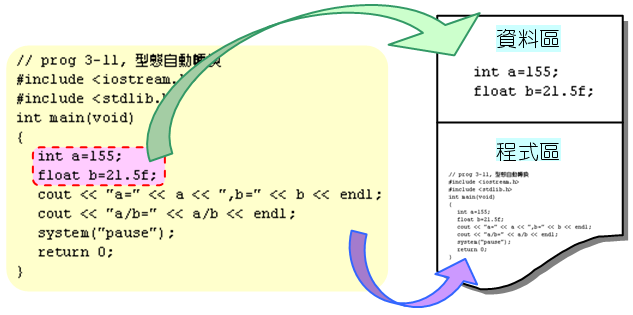 // prog 3-11, 型態自動轉換
#include <iostream.h
#include <stdlib.h
int main(void)
{
int a=155;
float b=21.5f;
cout << "a=" << a << ",b=" << b << endl;
cout << "a/b=" << a/b << endl;
system("pause");
return 0;
}
資料區
int a=155;
float b=21.5f;
程式區
// prog 3-11, 型態自動轉換
#include <iostream.h>
#include <stdlib.h>
int main(void)
{
int a=155;
float b=21.5f;
cout << "a=" << a << ",b=" << b << endl;
cout << "a/b=" << a/b << endl;
system("pause");
return 0;
}